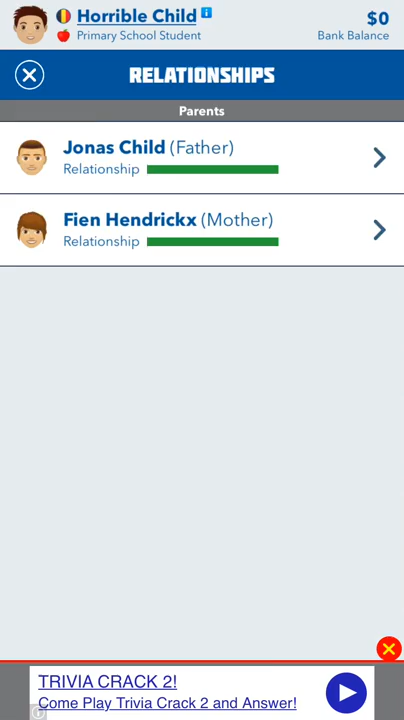 Horrible Child i
$0
Primary School Student
Bank Balance
RELATIONSHIPS
Parents
Jonas Child (Father)
Relationship
Fien Hendrickx (Mother)
Relationship
TRIVIA CRACK 2!
Come Play Trivia Crack 2 and Answer!